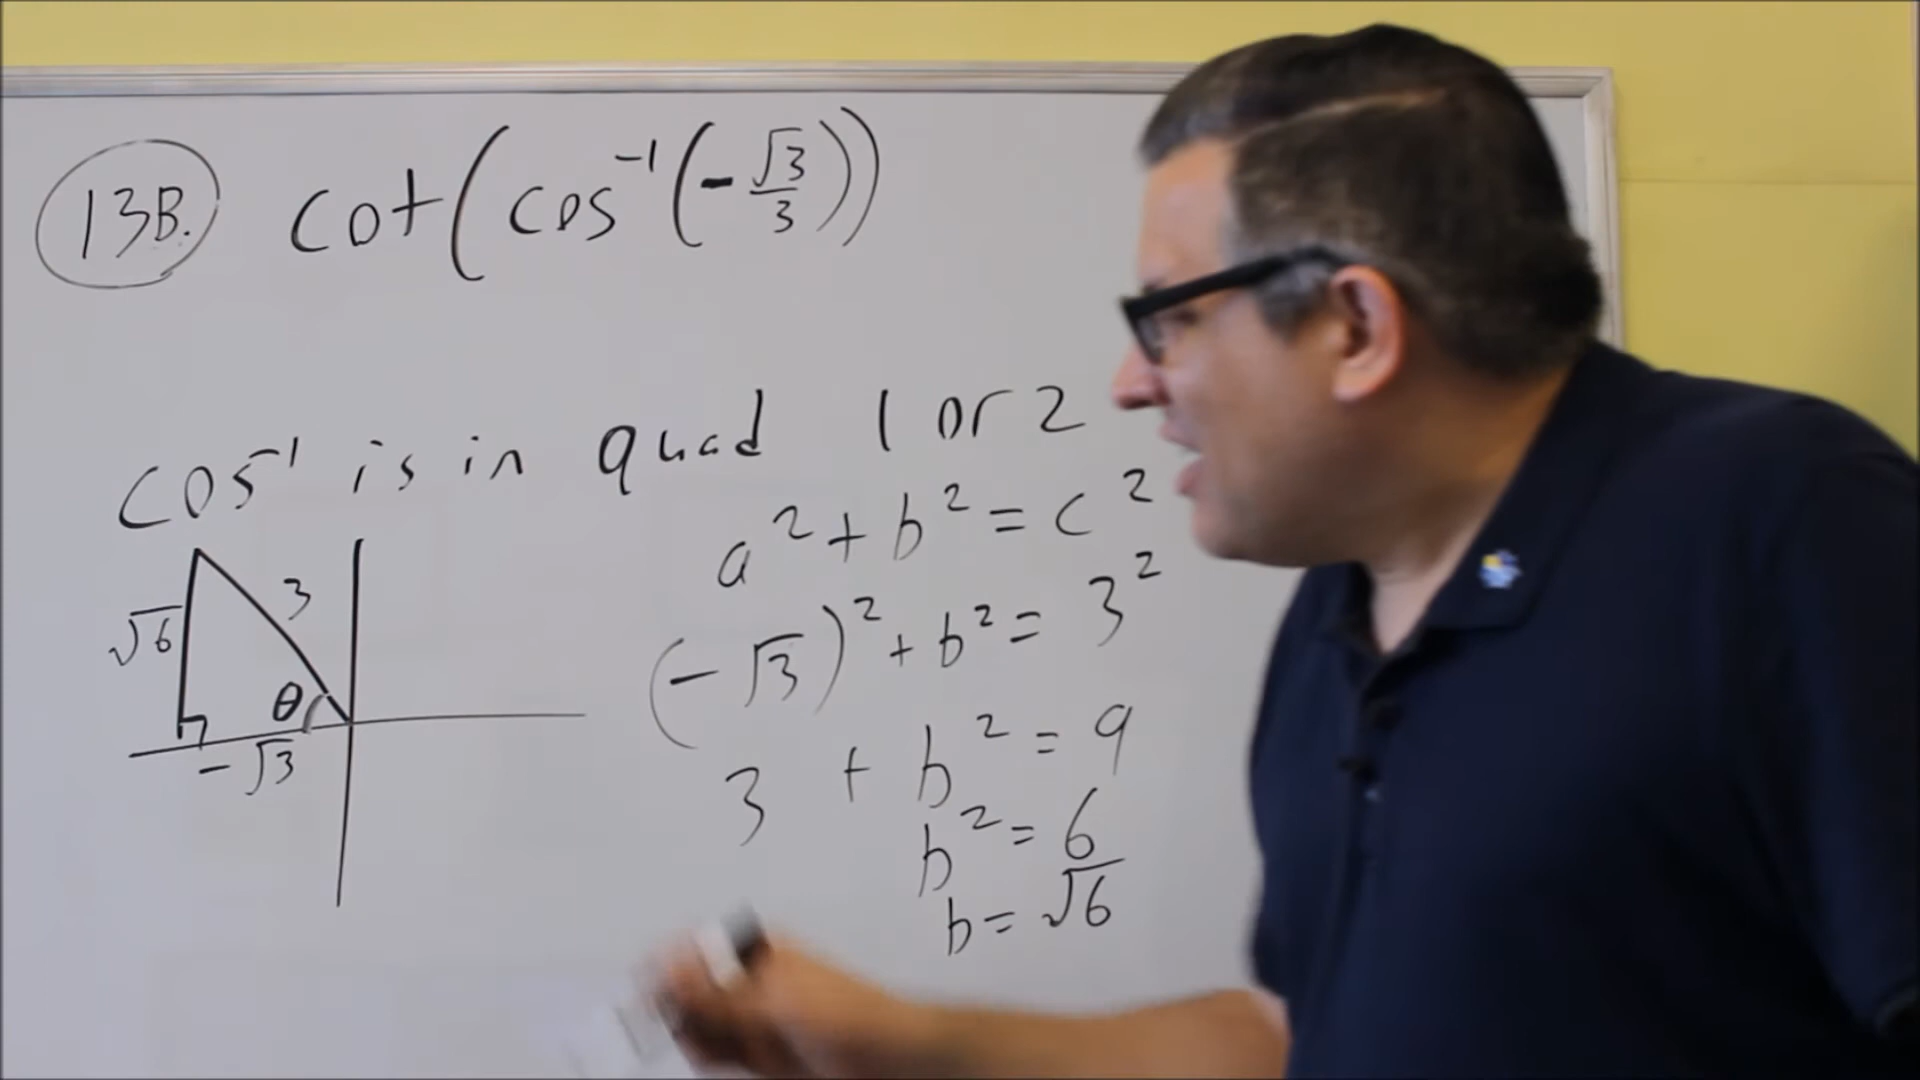 13B. cot(cos⁻¹(-√3/3))
cos⁻¹ is in quad 1 or 2
a² + b² = c²
(-√3)² + b² = 3²
3 + b² = 9
b² = 6
b = √6
3
√6
θ
-√3